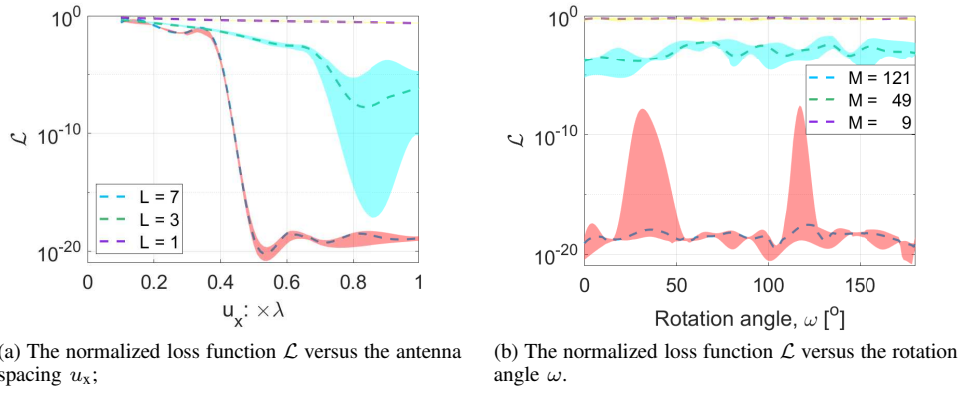 10^0
10^-10
10^-20
ℒ
0 0.2 0.4 0.6 0.8 1
u_x: ×λ
L = 7
L = 3
L = 1
10^0
10^-10
10^-20
ℒ
0 50 100 150
Rotation angle, ω [°]
M = 121
M = 49
M = 9
(a) The normalized loss function ℒ versus the antenna
spacing u_x;
(b) The normalized loss function ℒ versus the rotation
angle ω.